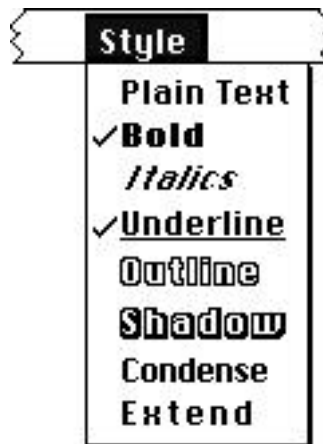 Style
Plain Text
✓Bold
Italics
✓Underline
Outline
Shadow
Condense
Extend